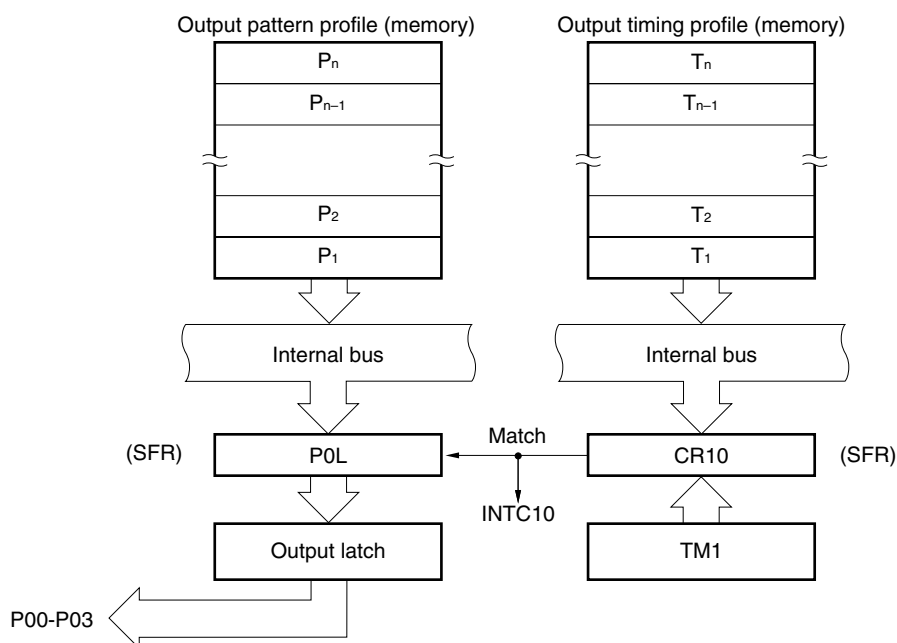 Output pattern profile (memory)
Output timing profile (memory)
Pn
Tn
Pn–1
Tn–1
P2
T2
P1
T1
Internal bus
Internal bus
(SFR)
P0L
Match
CR10
(SFR)
INTC10
Output latch
TM1
P00-P03